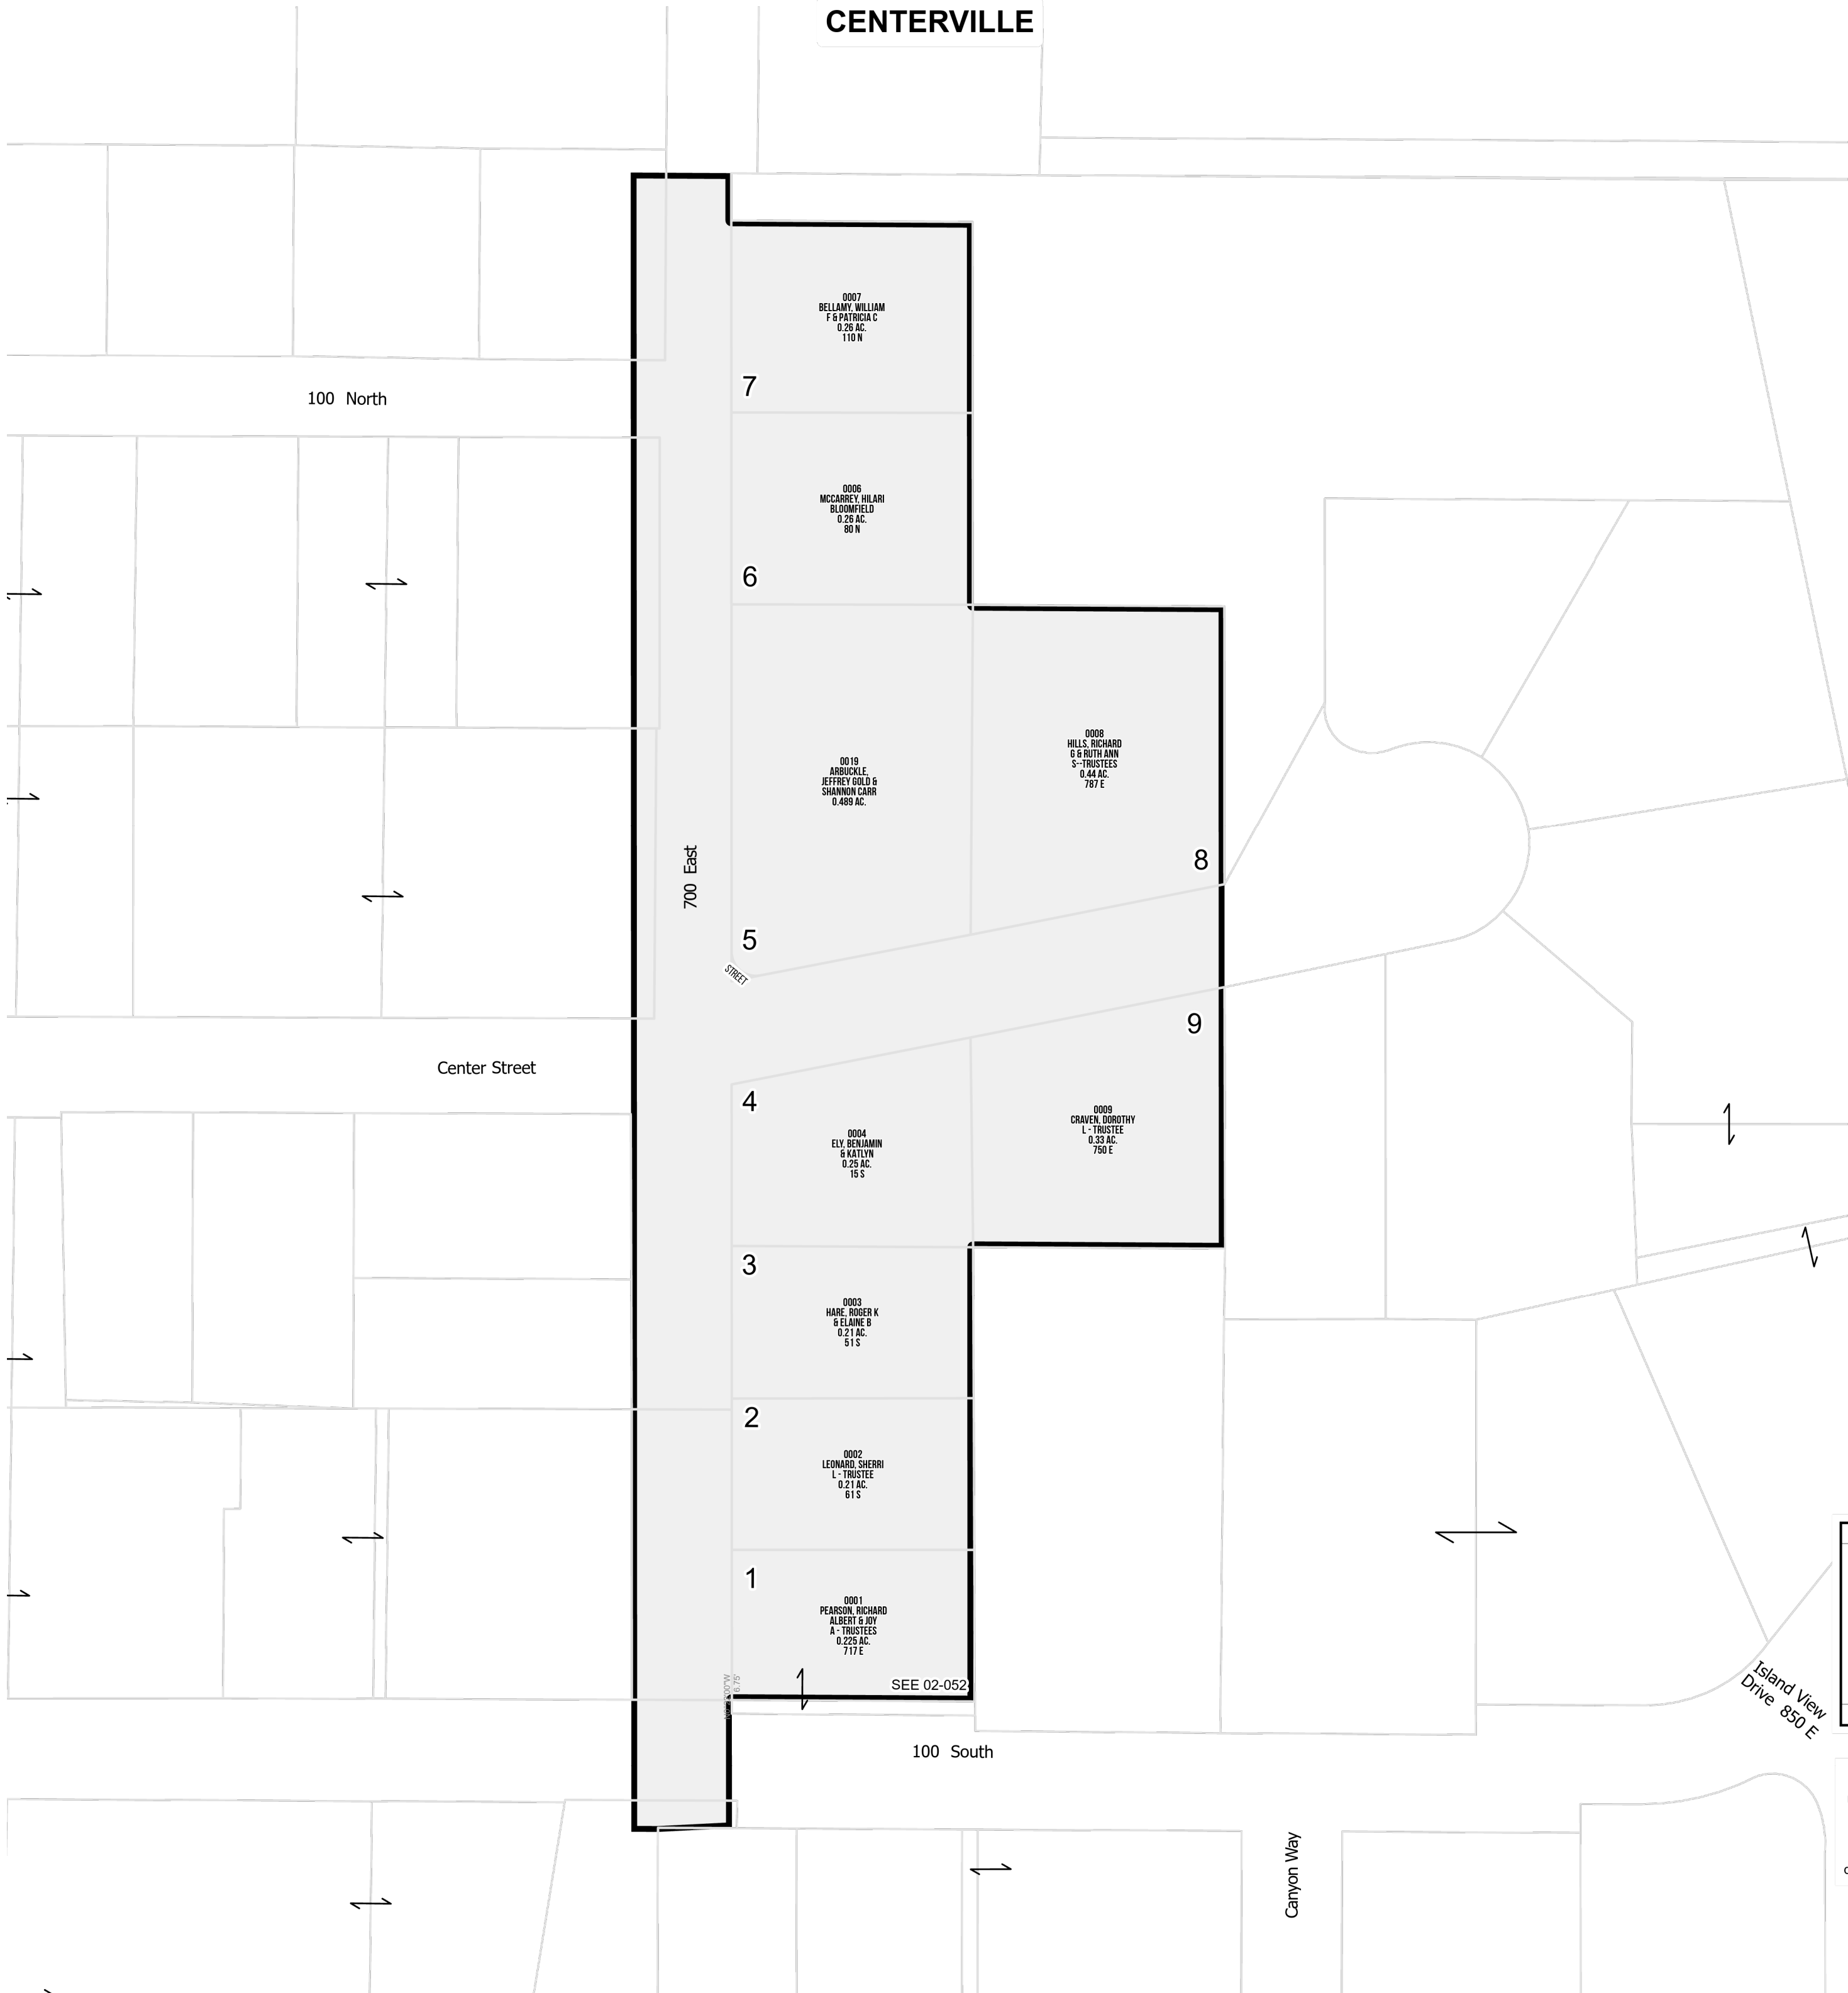 CENTERVILLE
0007
BELLAMY, WILLIAM
F & PATRICIA C
0.26 AC.
110 N
7
100 North
0006
MCCARREY, HILARI
BLOOMFIELD
0.26 AC.
80 N
6
0008
HILLS, RICHARD
G & RUTH ANN
S--TRUSTEES
0.44 AC.
787 E
0019
ARBUCKLE,
JEFFREY GOLD &
SHANNON CARR
0.489 AC.
8
700 East
5
STREET
9
Center Street
4
0004
ELY, BENJAMIN
& KATLYN
0.25 AC.
15 S
0009
CRAVEN, DOROTHY
L - TRUSTEE
0.33 AC.
750 E
3
0003
HARE, ROGER K
& ELAINE B
0.21 AC.
51 S
2
0002
LEONARD, SHERRI
L - TRUSTEE
0.21 AC.
61 S
1
0001
PEARSON, RICHARD
ALBERT & JOY
A - TRUSTEES
0.225 AC.
717 E
SEE 02-052
6.75'
Island View
Drive 850 E
100 South
Canyon Way